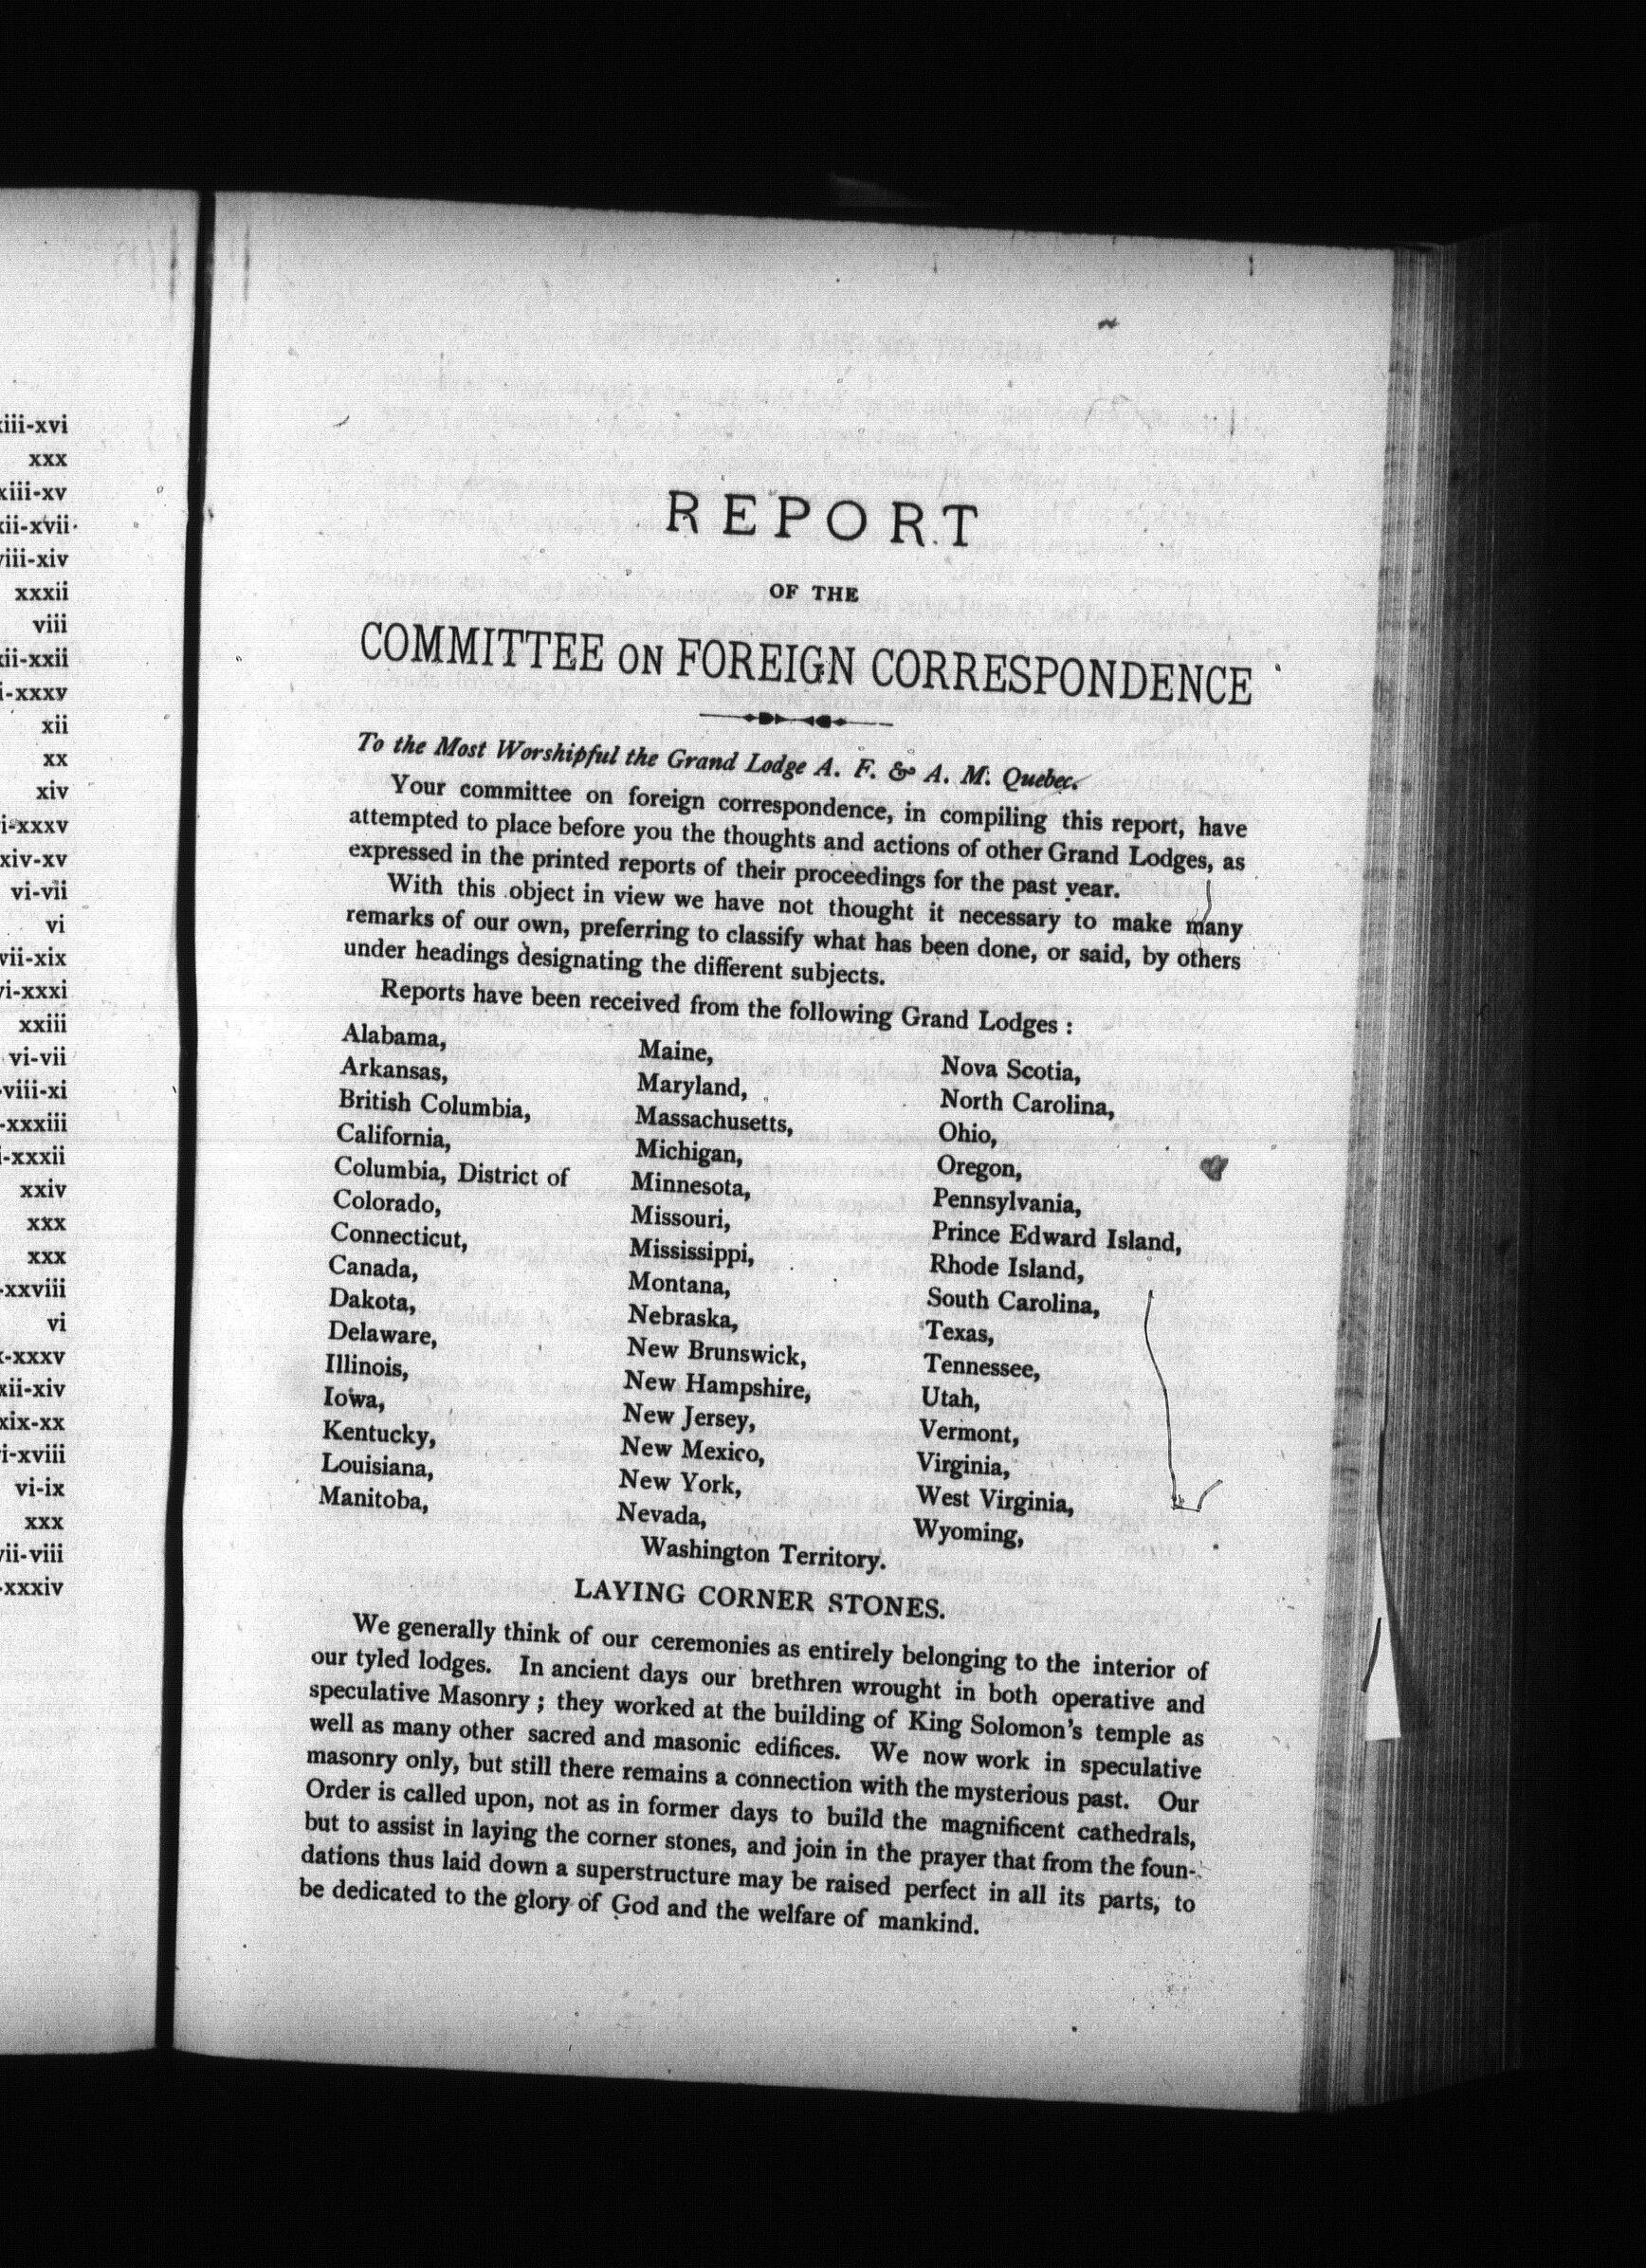 iii-xvi
xxx
xiii-xv
xii-xvii
viii-xiv
xxxii
viii
xii-xxii
i-xxxv
xii
xx
xiv
i-xxxv
xiv-xv
vi-vii
vi
vii-xix
vi-xxxi
xxiii
vi-vii
-viii-xi
-xxxiii
i-xxxii
xxiv
xxx
xxx
-xxviii
vi
x-xxxv
xii-xiv
xix-xx
i-xviii
vi-ix
xxx
vii-viii
-xxxiv
REPORT
OF THE
COMMITTEE ON FOREIGN CORRESPONDENCE
To the Most Worshipful the Grand Lodge A. F. & A. M. Quebec.
Your committee on foreign correspondence, in compiling this report, have
attempted to place before you the thoughts and actions of other Grand Lodges, as
expressed in the printed reports of their proceedings for the past year.
With this object in view we have not thought it necessary to make many
remarks of our own, preferring to classify what has been done, or said, by others
under headings designating the different subjects.
Reports have been received from the following Grand Lodges :
Alabama,
Arkansas,
British Columbia,
California,
Columbia, District of
Colorado,
Connecticut,
Canada,
Dakota,
Delaware,
Illinois,
Iowa,
Kentucky,
Louisiana,
Manitoba,
Maine,
Maryland,
Massachusetts,
Michigan,
Minnesota,
Missouri,
Mississippi,
Montana,
Nebraska,
New Brunswick,
New Hampshire,
New Jersey,
New Mexico,
New York,
Nevada,
Nova Scotia,
North Carolina,
Ohio,
Oregon,
Pennsylvania,
Prince Edward Island,
Rhode Island,
South Carolina,
Texas,
Tennessee,
Utah,
Vermont,
Virginia,
West Virginia,
Wyoming,
Washington Territory.
LAYING CORNER STONES.
We generally think of our ceremonies as entirely belonging to the interior of
our tyled lodges. In ancient days our brethren wrought in both operative and
speculative Masonry ; they worked at the building of King Solomon's temple as
well as many other sacred and masonic edifices. We now work in speculative
masonry only, but still there remains a connection with the mysterious past. Our
Order is called upon, not as in former days to build the magnificent cathedrals,
but to assist in laying the corner stones, and join in the prayer that from the foun-
dations thus laid down a superstructure may be raised perfect in all its parts, to
be dedicated to the glory of God and the welfare of mankind.